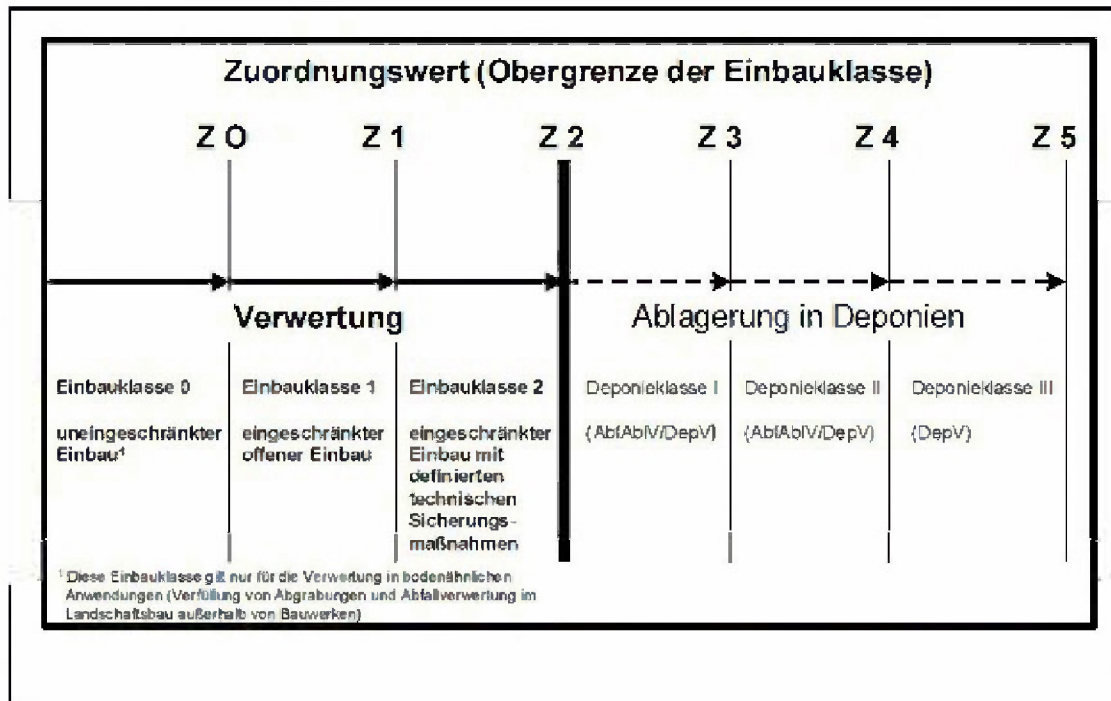 Zuordnungswert (Obergrenze der Einbauklasse)
Z 0 Z 1 Z 2 Z 3 Z 4 Z 5
Verwertung Ablagerung in Deponien
Einbauklasse 0
uneingeschränkter
Einbau¹
Einbauklasse 1
eingeschränkter
offener Einbau
Einbauklasse 2
eingeschränkter
Einbau mit
definierten
technischen
Sicherungs-
maßnahmen
Deponieklasse I
(AbfAblV/DepV)
Deponieklasse II
(AbfAblV/DepV)
Deponieklasse III
(DepV)
¹ Diese Einbauklasse gilt nur für die Verwertung in bodenähnlichen
Anwendungen (Verfüllung von Abgrabungen und Abfallverwertung im
Landschaftsbau außerhalb von Bauwerken)